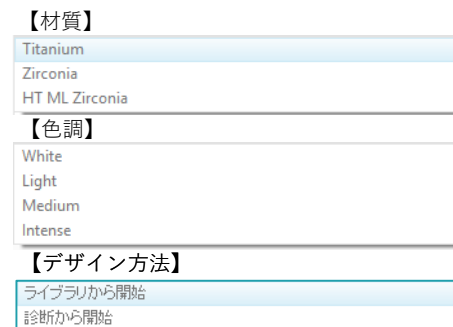 【材質】
Titanium
Zirconia
HT ML Zirconia
【色調】
White
Light
Medium
Intense
【デザイン方法】
ライブラリから開始
診断から開始